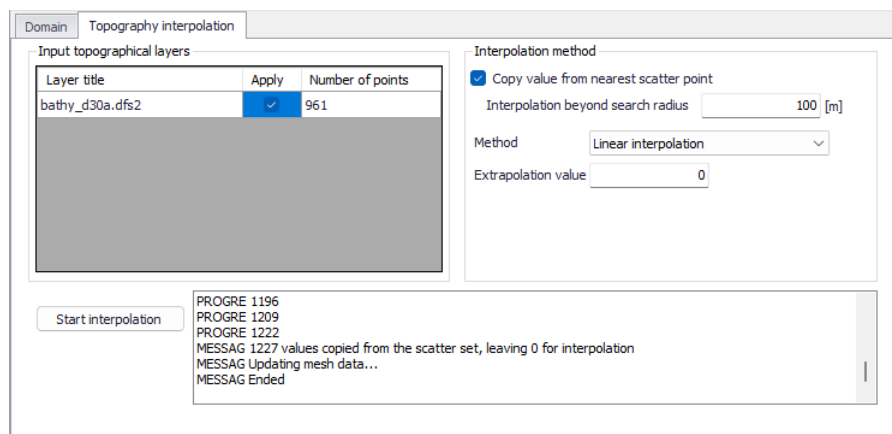 Domain
Topography interpolation
Input topographical layers
Layer title Apply Number of points
bathy_d30a.dfs2 961
Interpolation method
Copy value from nearest scatter point
Interpolation beyond search radius 100 [m]
Method Linear interpolation
Extrapolation value 0
Start interpolation
PROGRE 1196
PROGRE 1209
PROGRE 1222
MESSAG 1227 values copied from the scatter set, leaving 0 for interpolation
MESSAG Updating mesh data...
MESSAG Ended